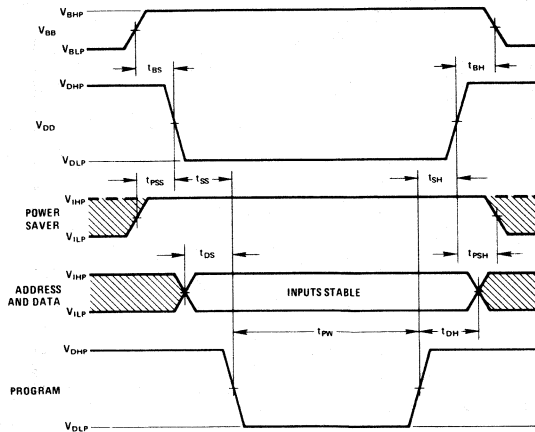 VBHP
VBB
VBLP
tBS
tBH
VDHP
VDD
VDLP
tPSS
tSS
tSH
VIHP
POWER
SAVER
VILP
tDS
tPSH
VIHP
ADDRESS
AND DATA
INPUTS STABLE
VILP
tPW
tDH
VDHP
PROGRAM
VDLP